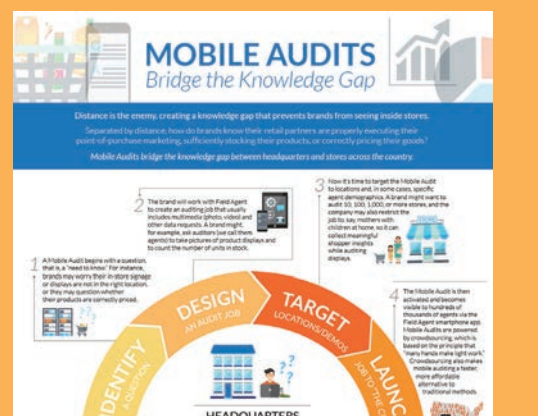 MOBILE AUDITS
Bridge the Knowledge Gap
Distance is the enemy, creating a knowledge gap that prevents brands from seeing inside stores.
Separated by distance, how do brands know their retail partners are properly executing their
point-of-purchase marketing, sufficiently stocking their products, or correctly pricing their goods?
Mobile Audits bridge the knowledge gap between headquarters and stores across the country.
1
A Mobile Audit begins with a question,
that is, a "need to know." For instance,
brands may worry their in-store signage
or displays are not in the right location,
or they may question whether
their products are correctly priced.
2
The brand will work with Field Agent
to create an auditing job that usually
includes multimedia (photo, video) and
other data requests. A brand might,
for example, ask auditors (we call them
agents) to take pictures of product displays and
to count the number of units in stock.
3
Now it's time to target the Mobile Audit
to locations and, in some cases, specific
agent demographics. A brand might want to
audit 10, 100, 1,000, or more stores, and the
company may also restrict the
job to, say, mothers with
children at home, so it can
collect meaningful
shopper insights
while auditing
displays.
4
The Mobile Audit is then
activated and becomes
visible to hundreds of
thousands of agents via the
Field Agent smartphone app.
Mobile Audits are powered
by crowdsourcing, which is
based on the principle that
"many hands make light work."
Crowdsourcing also makes
mobile auditing a faster,
more affordable
alternative to
traditional methods.
IDENTIFY
A QUESTION
DESIGN
AN AUDIT JOB
TARGET
LOCATIONS/DEMOS
LAUNC
JOB TO THE
HEADQUARTERS